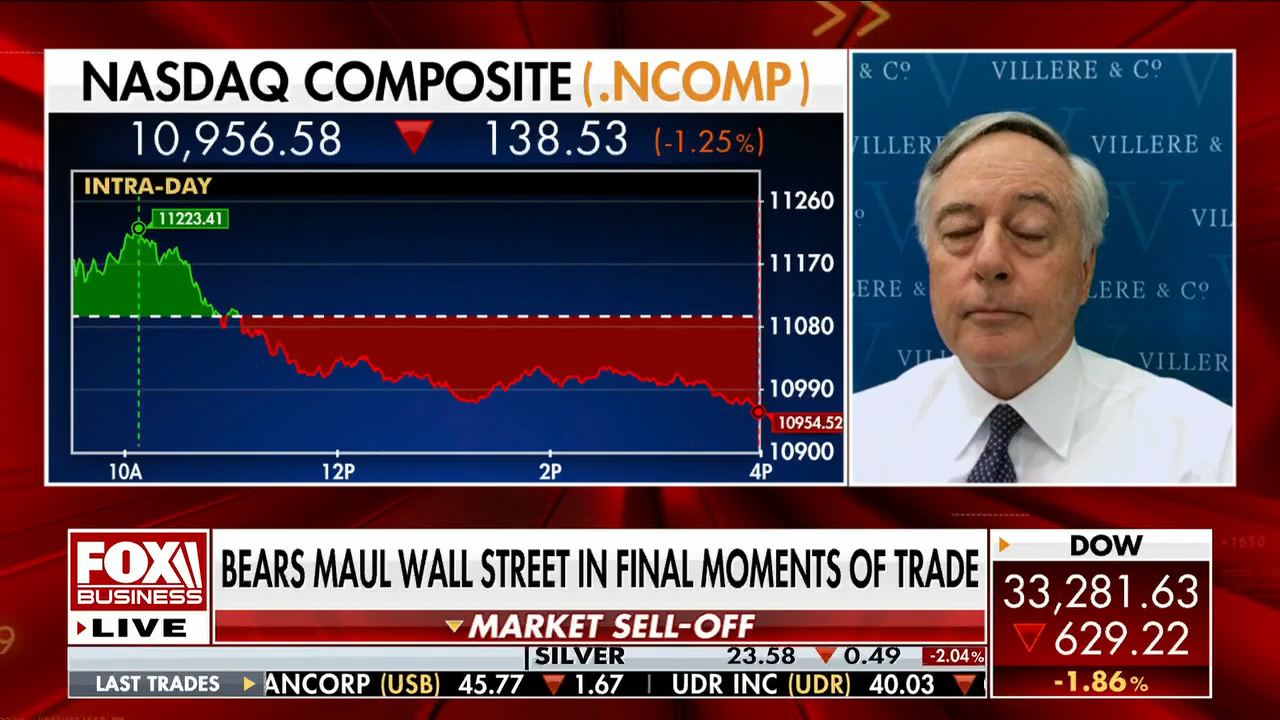 NASDAQ COMPOSITE (.NCOMP)
10,956.58 ▼ 138.53 (-1.25%)
INTRA-DAY
11223.41
11260
11170
11080
10990
10954.52
10900
10A 12P 2P 4P
& Cº VILLERE & Cº
VILLERE VILLERE &
VIL
ERE & Cº LERE & Cº
VILL VILLERE
FOX BUSINESS
LIVE
BEARS MAUL WALL STREET IN FINAL MOMENTS OF TRADE
MARKET SELL-OFF
SILVER 23.58 ▼ 0.49 -2.04%
LAST TRADES ANCORP (USB) 45.77 ▼ 1.67 | UDR INC (UDR) 40.03 ▼
DOW
33,281.63
▼ 629.22
-1.86%